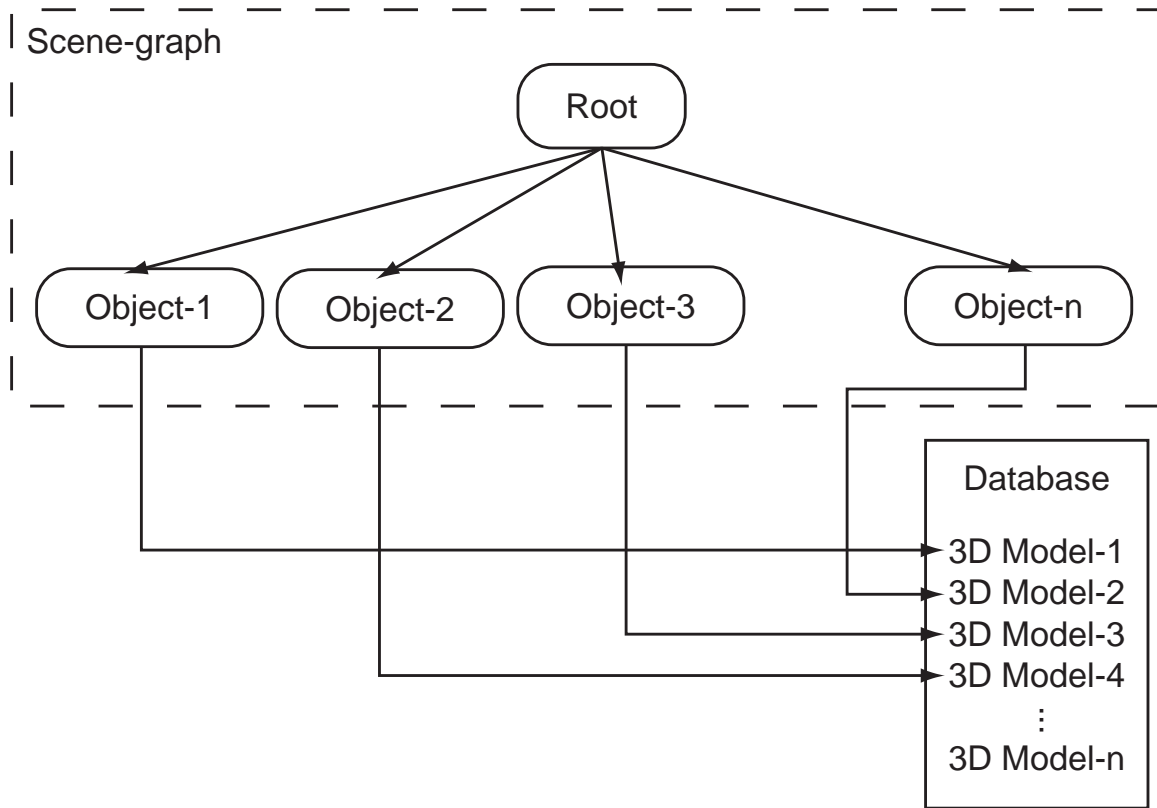 Scene-graph
Root
Object-1
Object-2
Object-3
Object-n
Database
3D Model-1
3D Model-2
3D Model-3
3D Model-4
⋮
3D Model-n